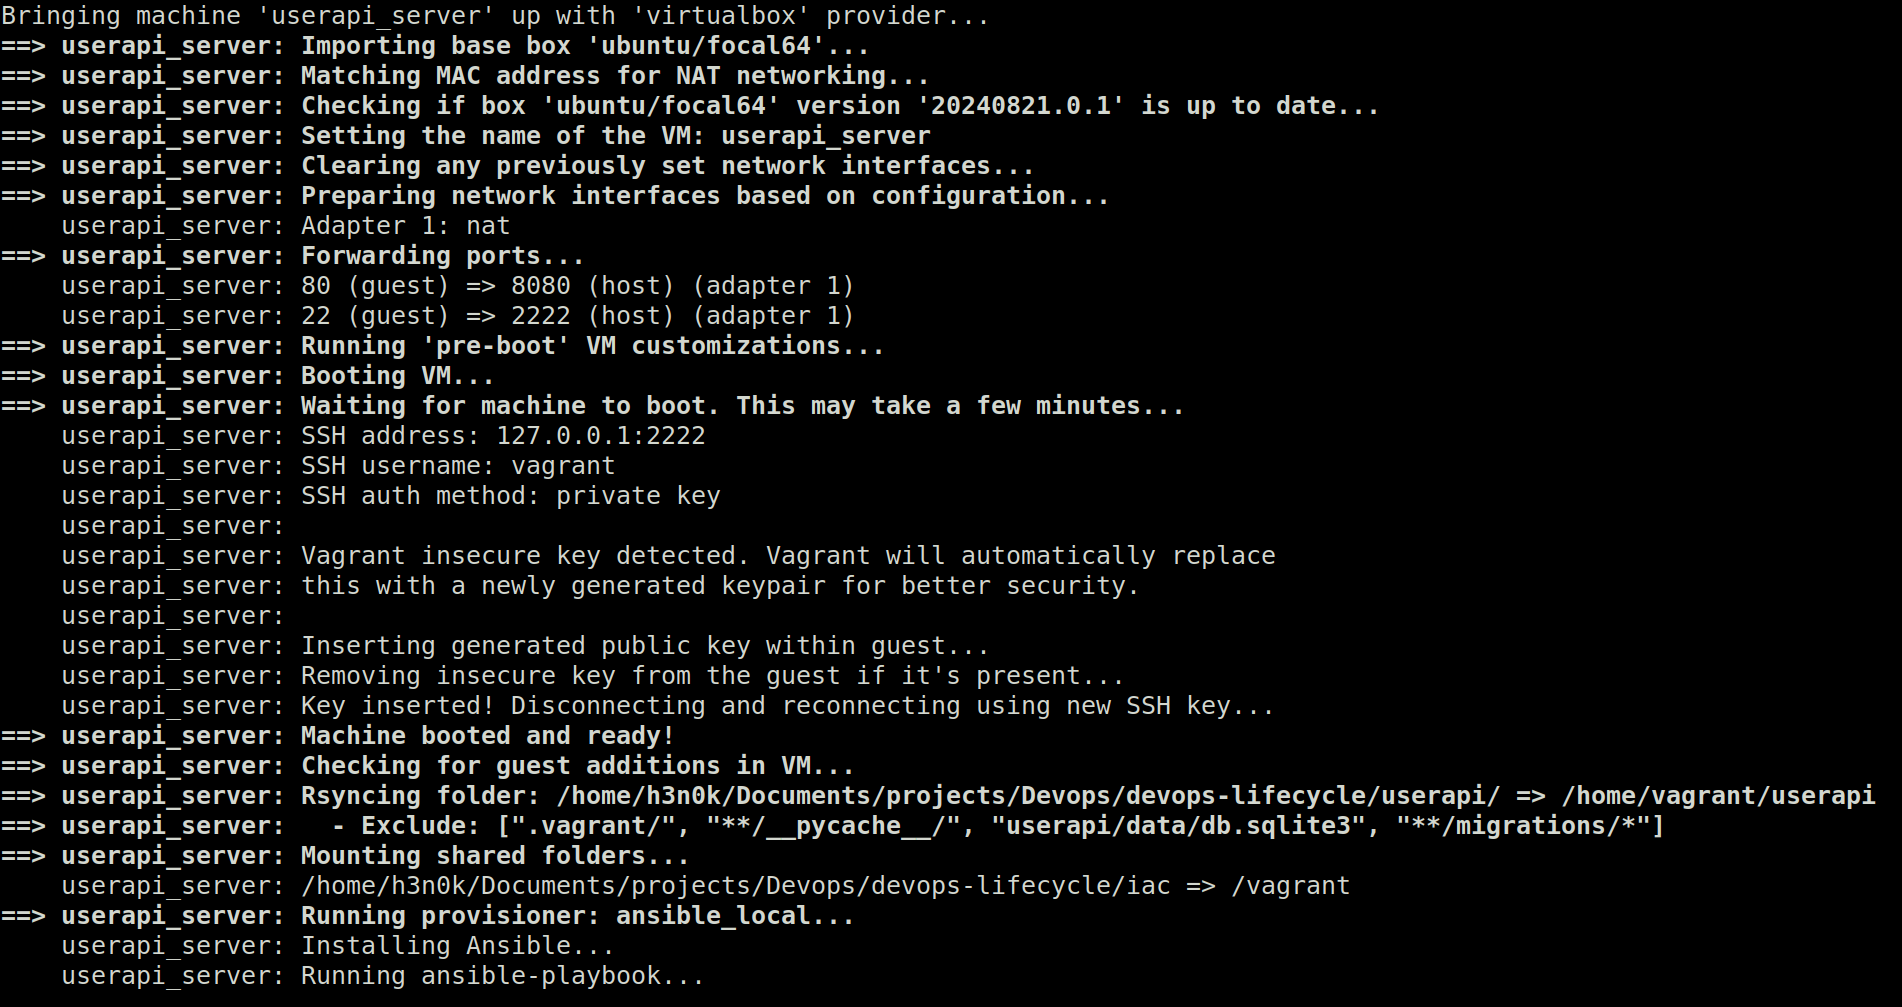 Bringing machine 'userapi_server' up with 'virtualbox' provider...
==> userapi_server: Importing base box 'ubuntu/focal64'...
==> userapi_server: Matching MAC address for NAT networking...
==> userapi_server: Checking if box 'ubuntu/focal64' version '20240821.0.1' is up to date...
==> userapi_server: Setting the name of the VM: userapi_server
==> userapi_server: Clearing any previously set network interfaces...
==> userapi_server: Preparing network interfaces based on configuration...
    userapi_server: Adapter 1: nat
==> userapi_server: Forwarding ports...
    userapi_server: 80 (guest) => 8080 (host) (adapter 1)
    userapi_server: 22 (guest) => 2222 (host) (adapter 1)
==> userapi_server: Running 'pre-boot' VM customizations...
==> userapi_server: Booting VM...
==> userapi_server: Waiting for machine to boot. This may take a few minutes...
    userapi_server: SSH address: 127.0.0.1:2222
    userapi_server: SSH username: vagrant
    userapi_server: SSH auth method: private key
    userapi_server:
    userapi_server: Vagrant insecure key detected. Vagrant will automatically replace
    userapi_server: this with a newly generated keypair for better security.
    userapi_server:
    userapi_server: Inserting generated public key within guest...
    userapi_server: Removing insecure key from the guest if it's present...
    userapi_server: Key inserted! Disconnecting and reconnecting using new SSH key...
==> userapi_server: Machine booted and ready!
==> userapi_server: Checking for guest additions in VM...
==> userapi_server: Rsyncing folder: /home/h3n0k/Documents/projects/Devops/devops-lifecycle/userapi/ => /home/vagrant/userapi
==> userapi_server:   - Exclude: [".vagrant/", "**/__pycache__/", "userapi/data/db.sqlite3", "**/migrations/*"]
==> userapi_server: Mounting shared folders...
    userapi_server: /home/h3n0k/Documents/projects/Devops/devops-lifecycle/iac => /vagrant
==> userapi_server: Running provisioner: ansible_local...
    userapi_server: Installing Ansible...
    userapi_server: Running ansible-playbook...